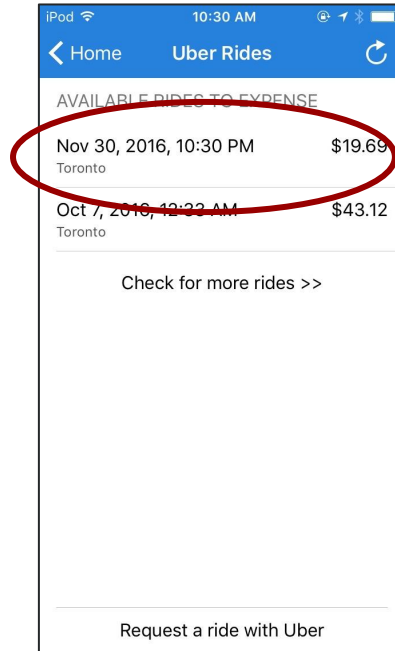 iPod 10:30 AM
Home Uber Rides
AVAILABLE RIDES TO EXPENSE
Nov 30, 2016, 10:30 PM $19.69
Toronto
Oct 7, 2016, 12:33 AM $43.12
Toronto
Check for more rides >>
Request a ride with Uber